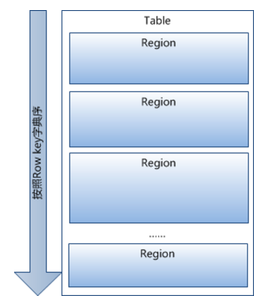 Table
Region
Region
Region
......
Region
按照Row key字典序